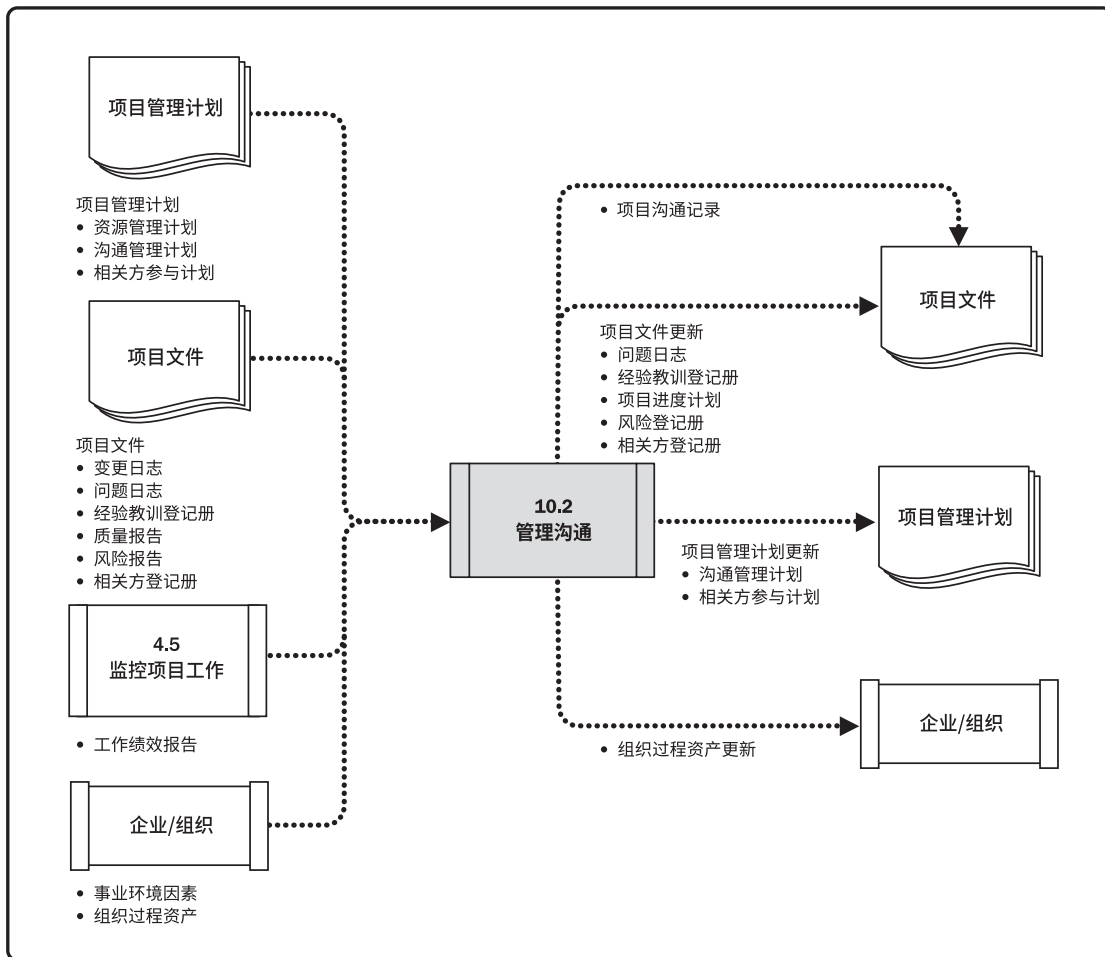 项目管理计划
项目管理计划
• 资源管理计划
• 沟通管理计划
• 相关方参与计划
项目文件
项目文件
• 变更日志
• 问题日志
• 经验教训登记册
• 质量报告
• 风险报告
• 相关方登记册
4.5
监控项目工作
• 工作绩效报告
企业/组织
• 事业环境因素
• 组织过程资产
10.2
管理沟通
• 项目沟通记录
项目文件
项目文件更新
• 问题日志
• 经验教训登记册
• 项目进度计划
• 风险登记册
• 相关方登记册
项目管理计划
项目管理计划更新
• 沟通管理计划
• 相关方参与计划
企业/组织
• 组织过程资产更新